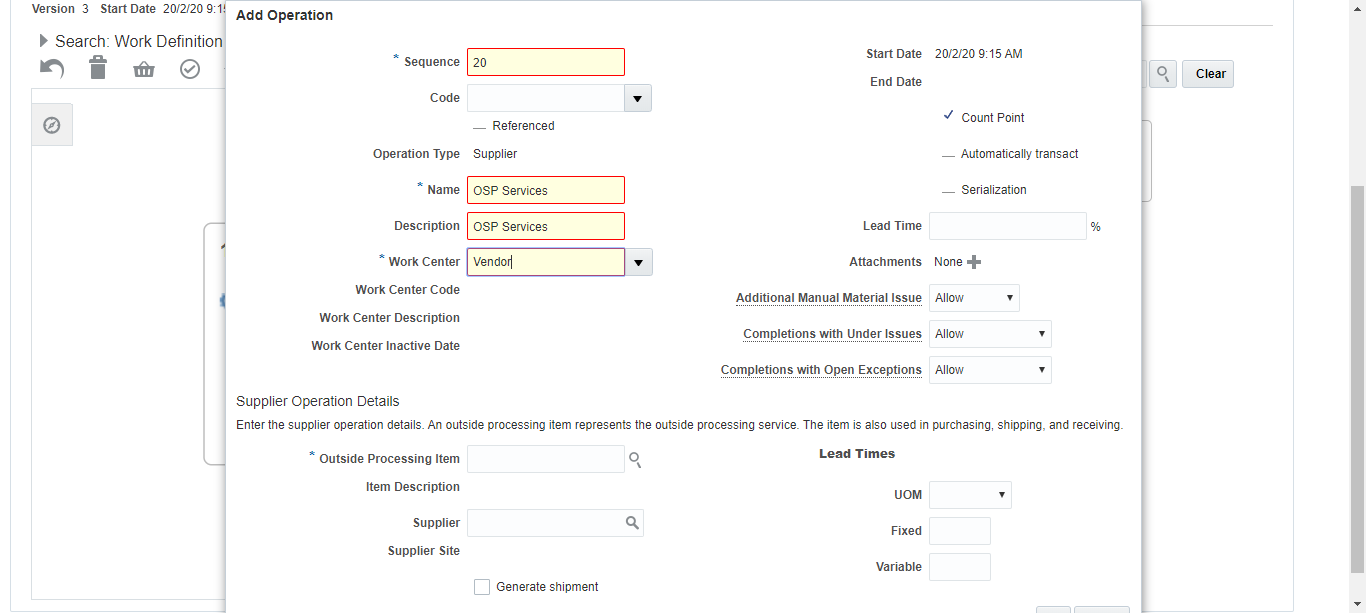 Version 3 Start Date 20/2/20 9:15
Add Operation
Search: Work Definition
Clear
* Sequence 20
Code
Referenced
Operation Type Supplier
* Name OSP Services
Description OSP Services
* Work Center Vendor
Work Center Code
Work Center Description
Work Center Inactive Date
Start Date 20/2/20 9:15 AM
End Date
Count Point
Automatically transact
Serialization
Lead Time %
Attachments None
Additional Manual Material Issue Allow
Completions with Under Issues Allow
Completions with Open Exceptions Allow
Supplier Operation Details
Enter the supplier operation details. An outside processing item represents the outside processing service. The item is also used in purchasing, shipping, and receiving.
* Outside Processing Item
Item Description
Supplier
Supplier Site
Generate shipment
Lead Times
UOM
Fixed
Variable